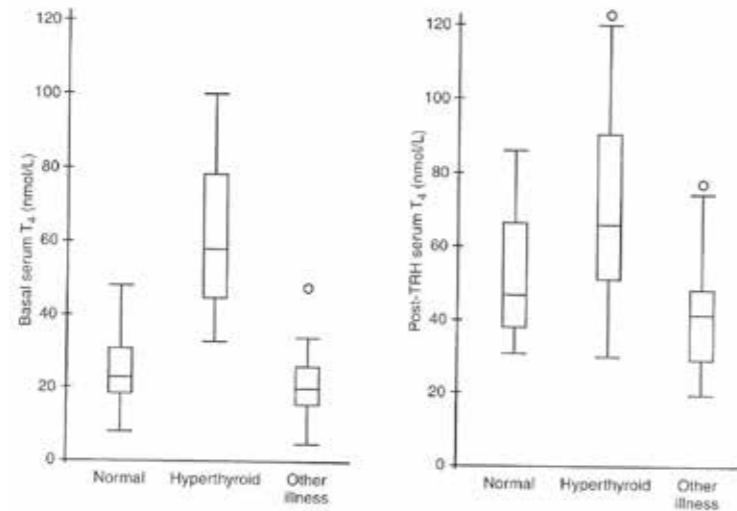 Basal serum T4 (nmol/L)
120
100
80
60
40
20
0
Normal
Hyperthyroid
Other
illness
Post-TRH serum T4 (nmol/L)
120
100
80
60
40
20
0
Normal
Hyperthyroid
Other
illness